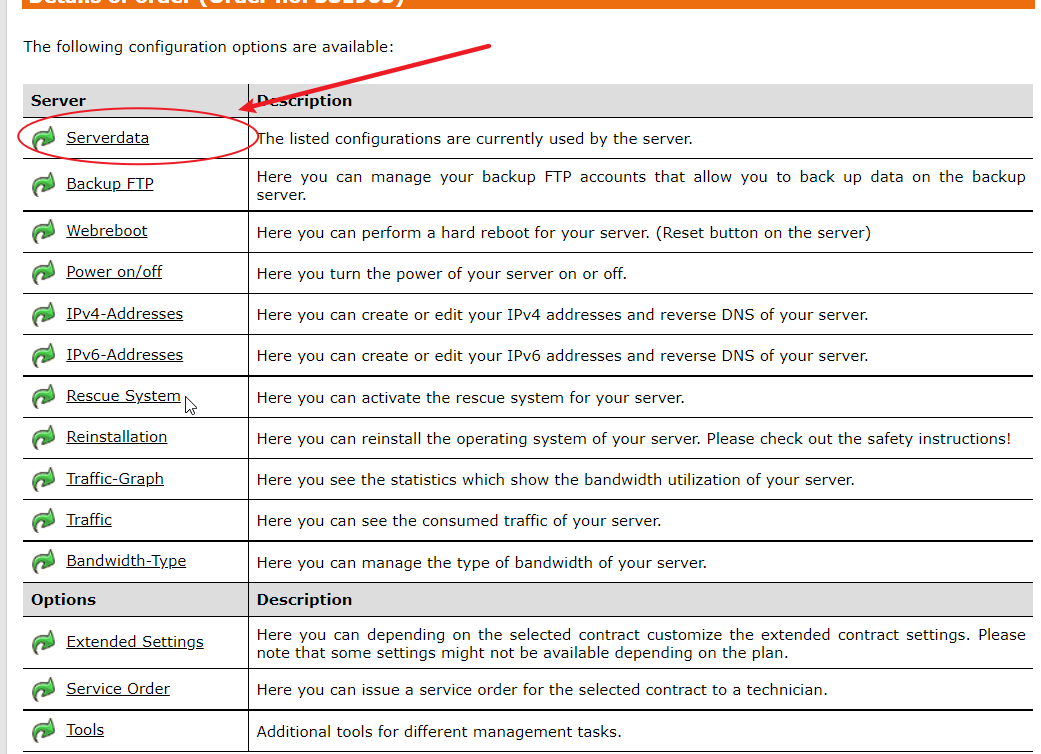 Details of order (Order no.
The following configuration options are available:
Server Description
Serverdata The listed configurations are currently used by the server.
Backup FTP Here you can manage your backup FTP accounts that allow you to back up data on the backup
server.
Webreboot Here you can perform a hard reboot for your server. (Reset button on the server)
Power on/off Here you turn the power of your server on or off.
IPv4-Addresses Here you can create or edit your IPv4 addresses and reverse DNS of your server.
IPv6-Addresses Here you can create or edit your IPv6 addresses and reverse DNS of your server.
Rescue System Here you can activate the rescue system for your server.
Reinstallation Here you can reinstall the operating system of your server. Please check out the safety instructions!
Traffic-Graph Here you see the statistics which show the bandwidth utilization of your server.
Traffic Here you can see the consumed traffic of your server.
Bandwidth-Type Here you can manage the type of bandwidth of your server.
Options Description
Extended Settings Here you can depending on the selected contract customize the extended contract settings. Please
note that some settings might not be available depending on the plan.
Service Order Here you can issue a service order for the selected contract to a technician.
Tools Additional tools for different management tasks.